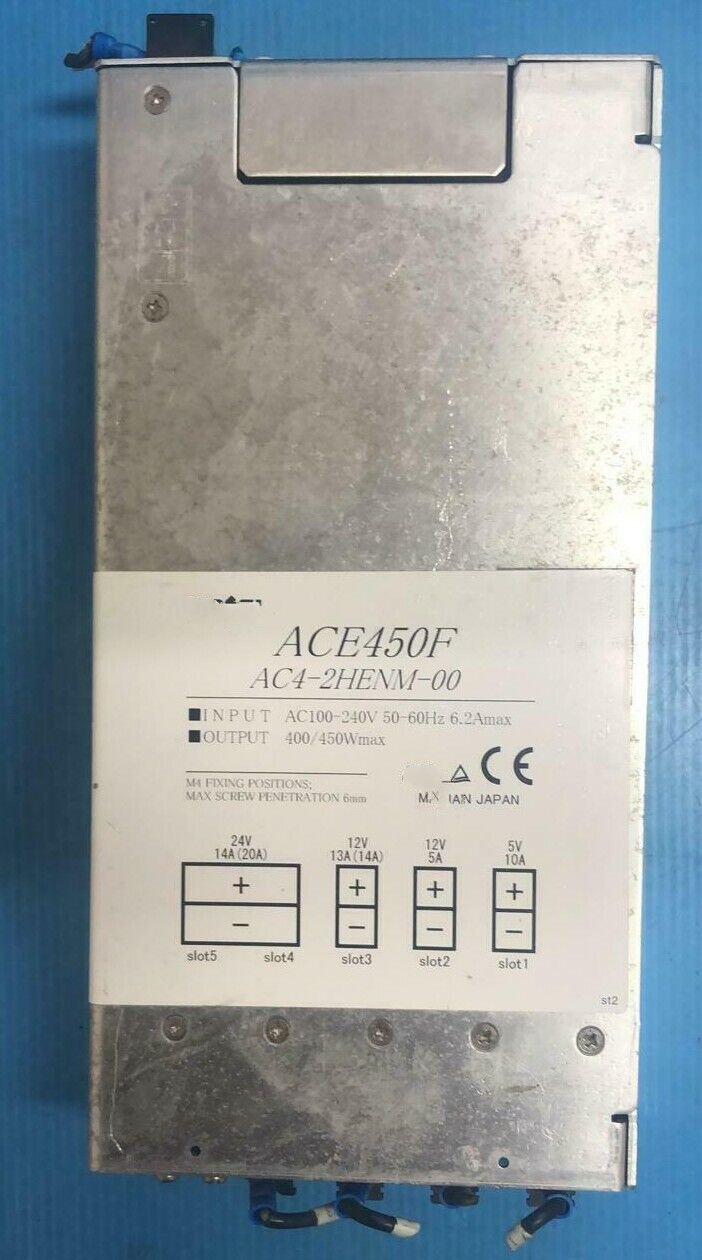 ACE450F
AC4-2HENM-00
INPUT AC100-240V 50-60Hz 6.2Amax
OUTPUT 400/450Wmax
M4 FIXING POSITIONS;
MAX SCREW PENETRATION 6mm
CE
JAPAN
24V 12V 12V 5V
14A(20A) 13A(14A) 5A 10A
+ + + +
- - - -
slot5 slot4 slot3 slot2 slot1
st2